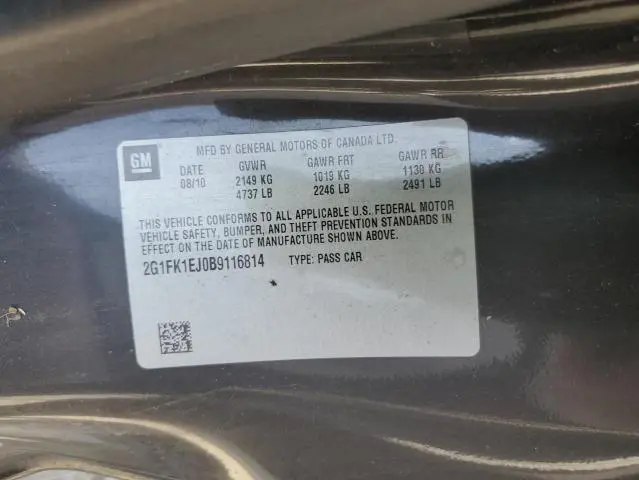 GM
MFD BY GENERAL MOTORS OF CANADA LTD.
DATE GVWR GAWR FRT GAWR RR
08/10 2149 KG 1019 KG 1130 KG
4737 LB 2246 LB 2491 LB
THIS VEHICLE CONFORMS TO ALL APPLICABLE U.S. FEDERAL MOTOR
VEHICLE SAFETY, BUMPER, AND THEFT PREVENTION STANDARDS IN
EFFECT ON THE DATE OF MANUFACTURE SHOWN ABOVE.
2G1FK1EJ0B9116814 TYPE: PASS CAR